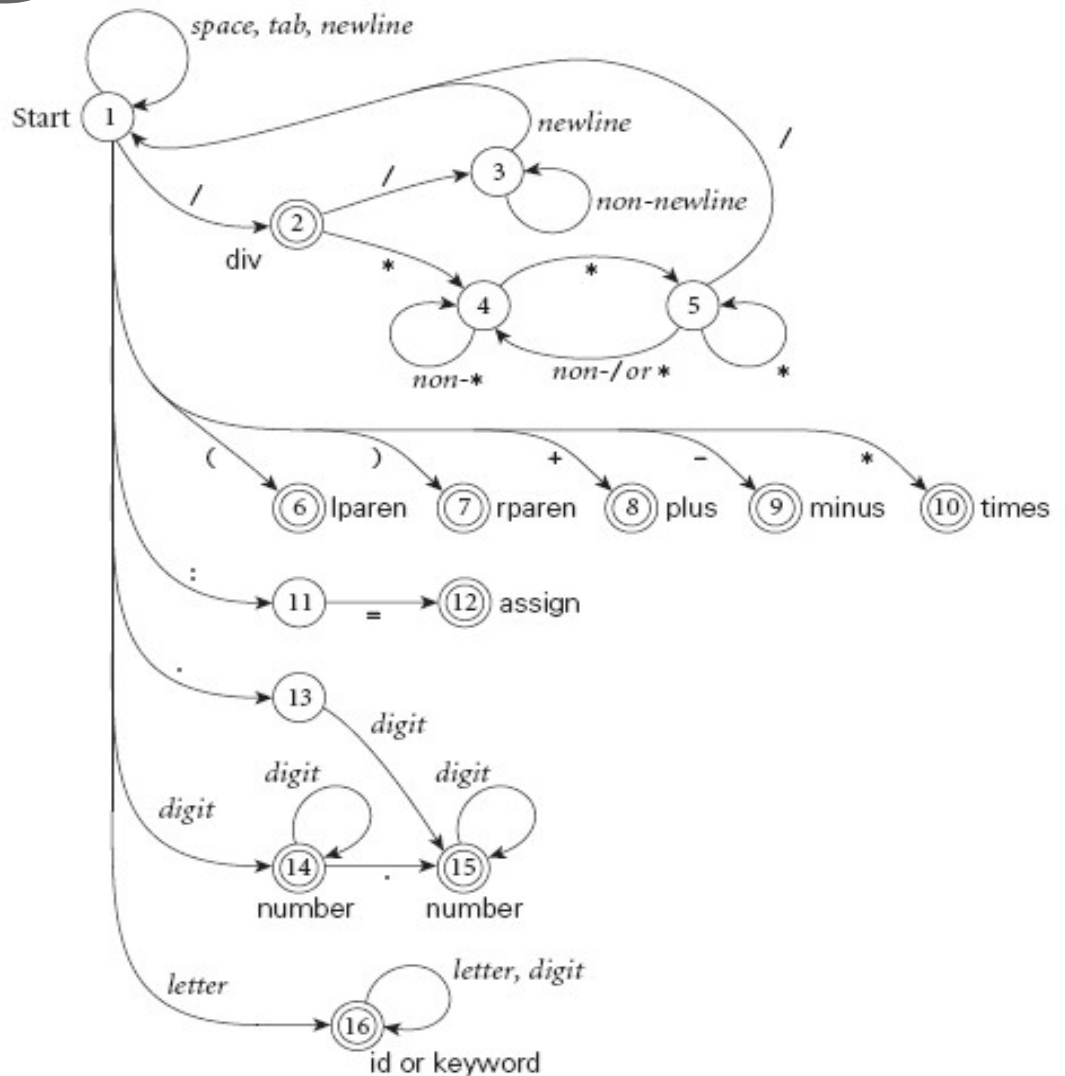 space, tab, newline
Start 1
newline
/
/ 3
/ non-newline
2
div
*
*
4 5
non-*
non-/ or *
*
( ) + - *
6 lparen 7 rparen 8 plus 9 minus 10 times
:
11 = 12 assign
.
13
digit
digit digit
digit
14 . 15
number number
letter
letter, digit
16
id or keyword